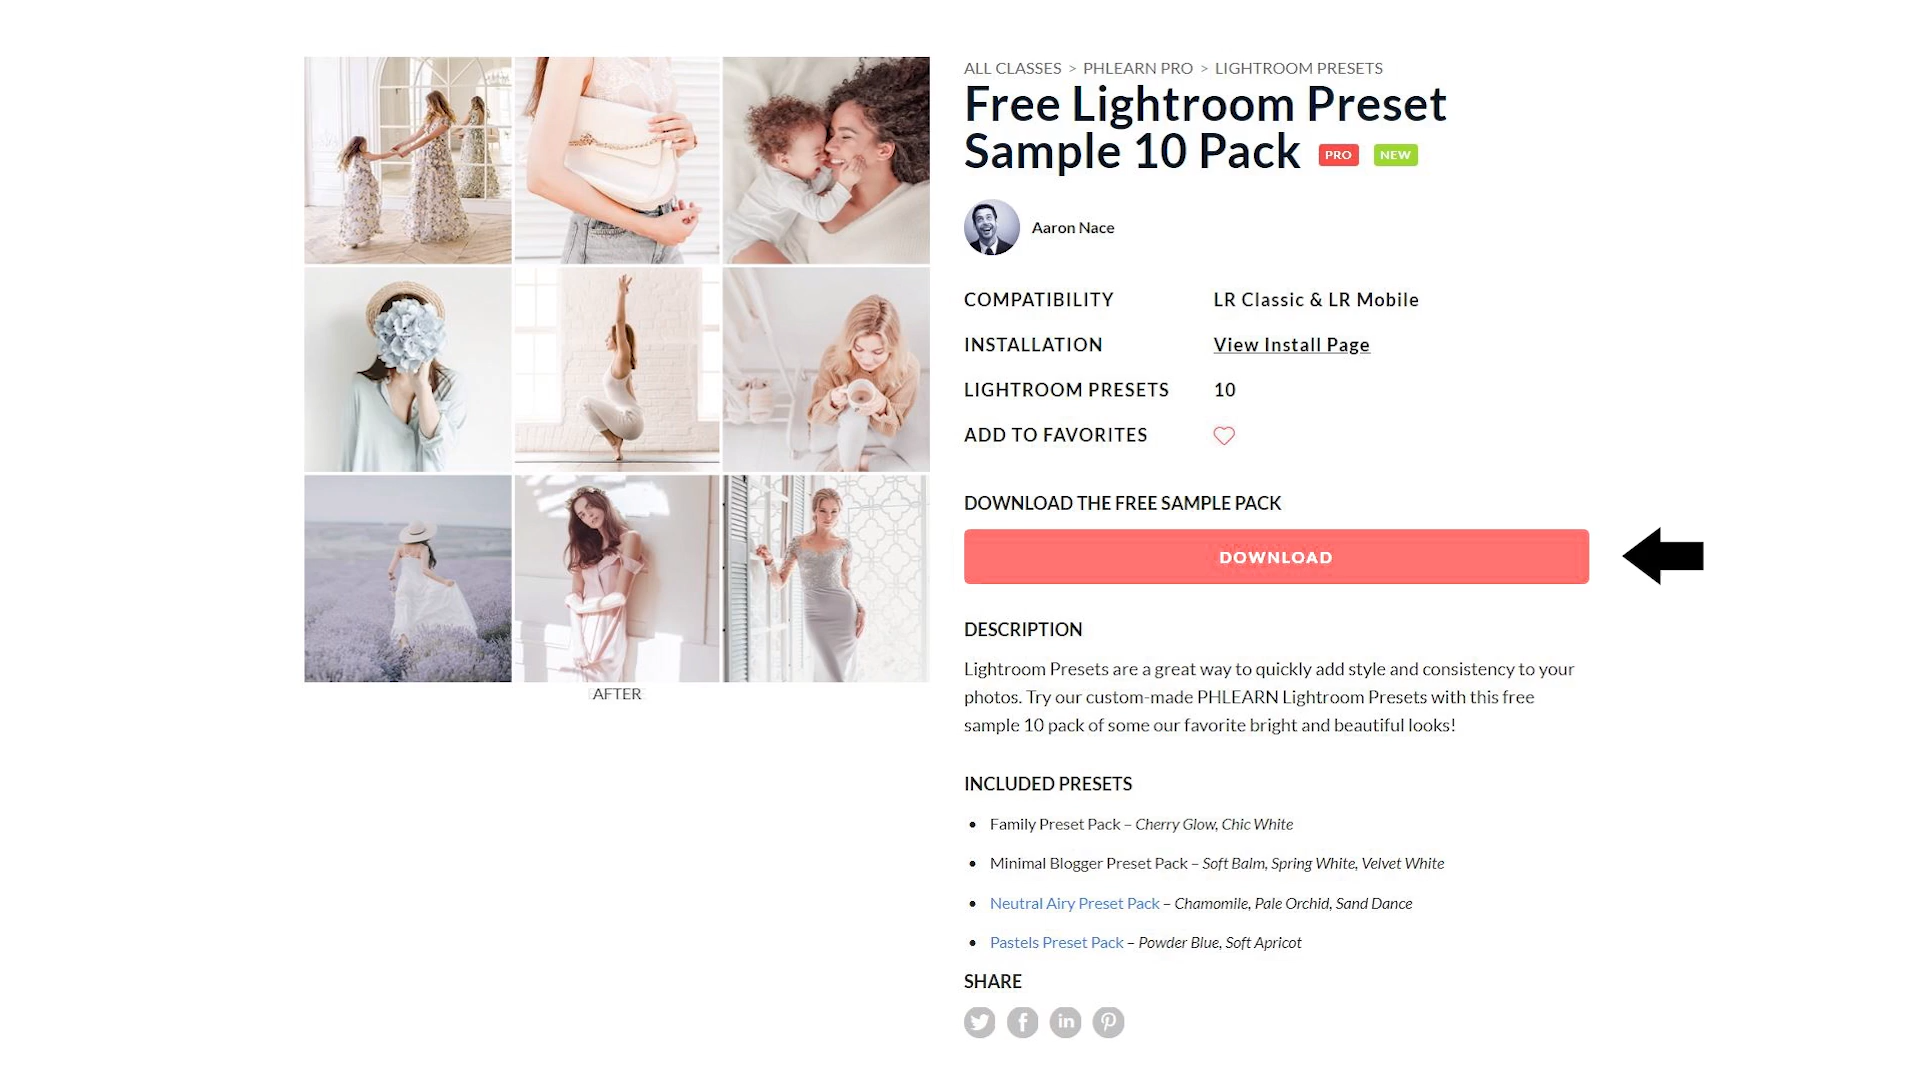 ALL CLASSES > PHLEARN PRO > LIGHTROOM PRESETS
Free Lightroom Preset
Sample 10 Pack PRO NEW
Aaron Nace
COMPATIBILITY LR Classic & LR Mobile
INSTALLATION View Install Page
LIGHTROOM PRESETS 10
ADD TO FAVORITES
DOWNLOAD THE FREE SAMPLE PACK
DOWNLOAD
DESCRIPTION
Lightroom Presets are a great way to quickly add style and consistency to your
photos. Try our custom-made PHLEARN Lightroom Presets with this free
sample 10 pack of some our favorite bright and beautiful looks!
INCLUDED PRESETS
• Family Preset Pack – Cherry Glow, Chic White
• Minimal Blogger Preset Pack – Soft Balm, Spring White, Velvet White
• Neutral Airy Preset Pack – Chamomile, Pale Orchid, Sand Dance
• Pastels Preset Pack – Powder Blue, Soft Apricot
SHARE
AFTER